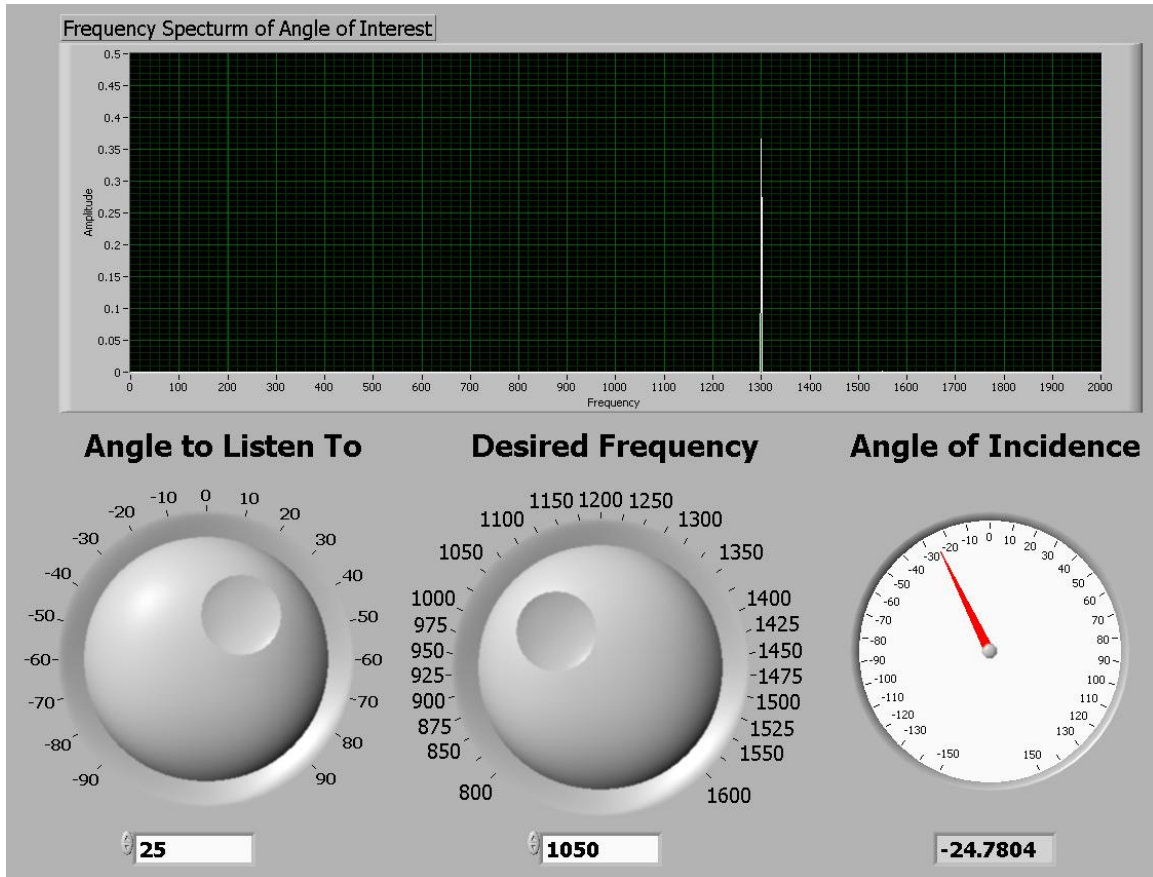 Frequency Specturm of Angle of Interest
0.5
0.45
0.4
0.35
0.3
0.25
0.2
0.15
0.1
0.05
0
Amplitude
0 100 200 300 400 500 600 700 800 900 1000 1100 1200 1300 1400 1500 1600 1700 1800 1900 2000
Frequency
Angle to Listen To
-90 -80 -70 -60 -50 -40 -30 -20 -10 0 10 20 30 40 50 60 70 80 90
25
Desired Frequency
800 850 875 900 925 950 975 1000 1050 1100 1150 1200 1250 1300 1350 1400 1425 1450 1475 1500 1525 1550 1600
1050
Angle of Incidence
-150 -130 -120 -110 -100 -90 -80 -70 -60 -50 -40 -30 -20 -10 0 10 20 30 40 50 60 70 80 90 100 110 120 130 150
-24.7804